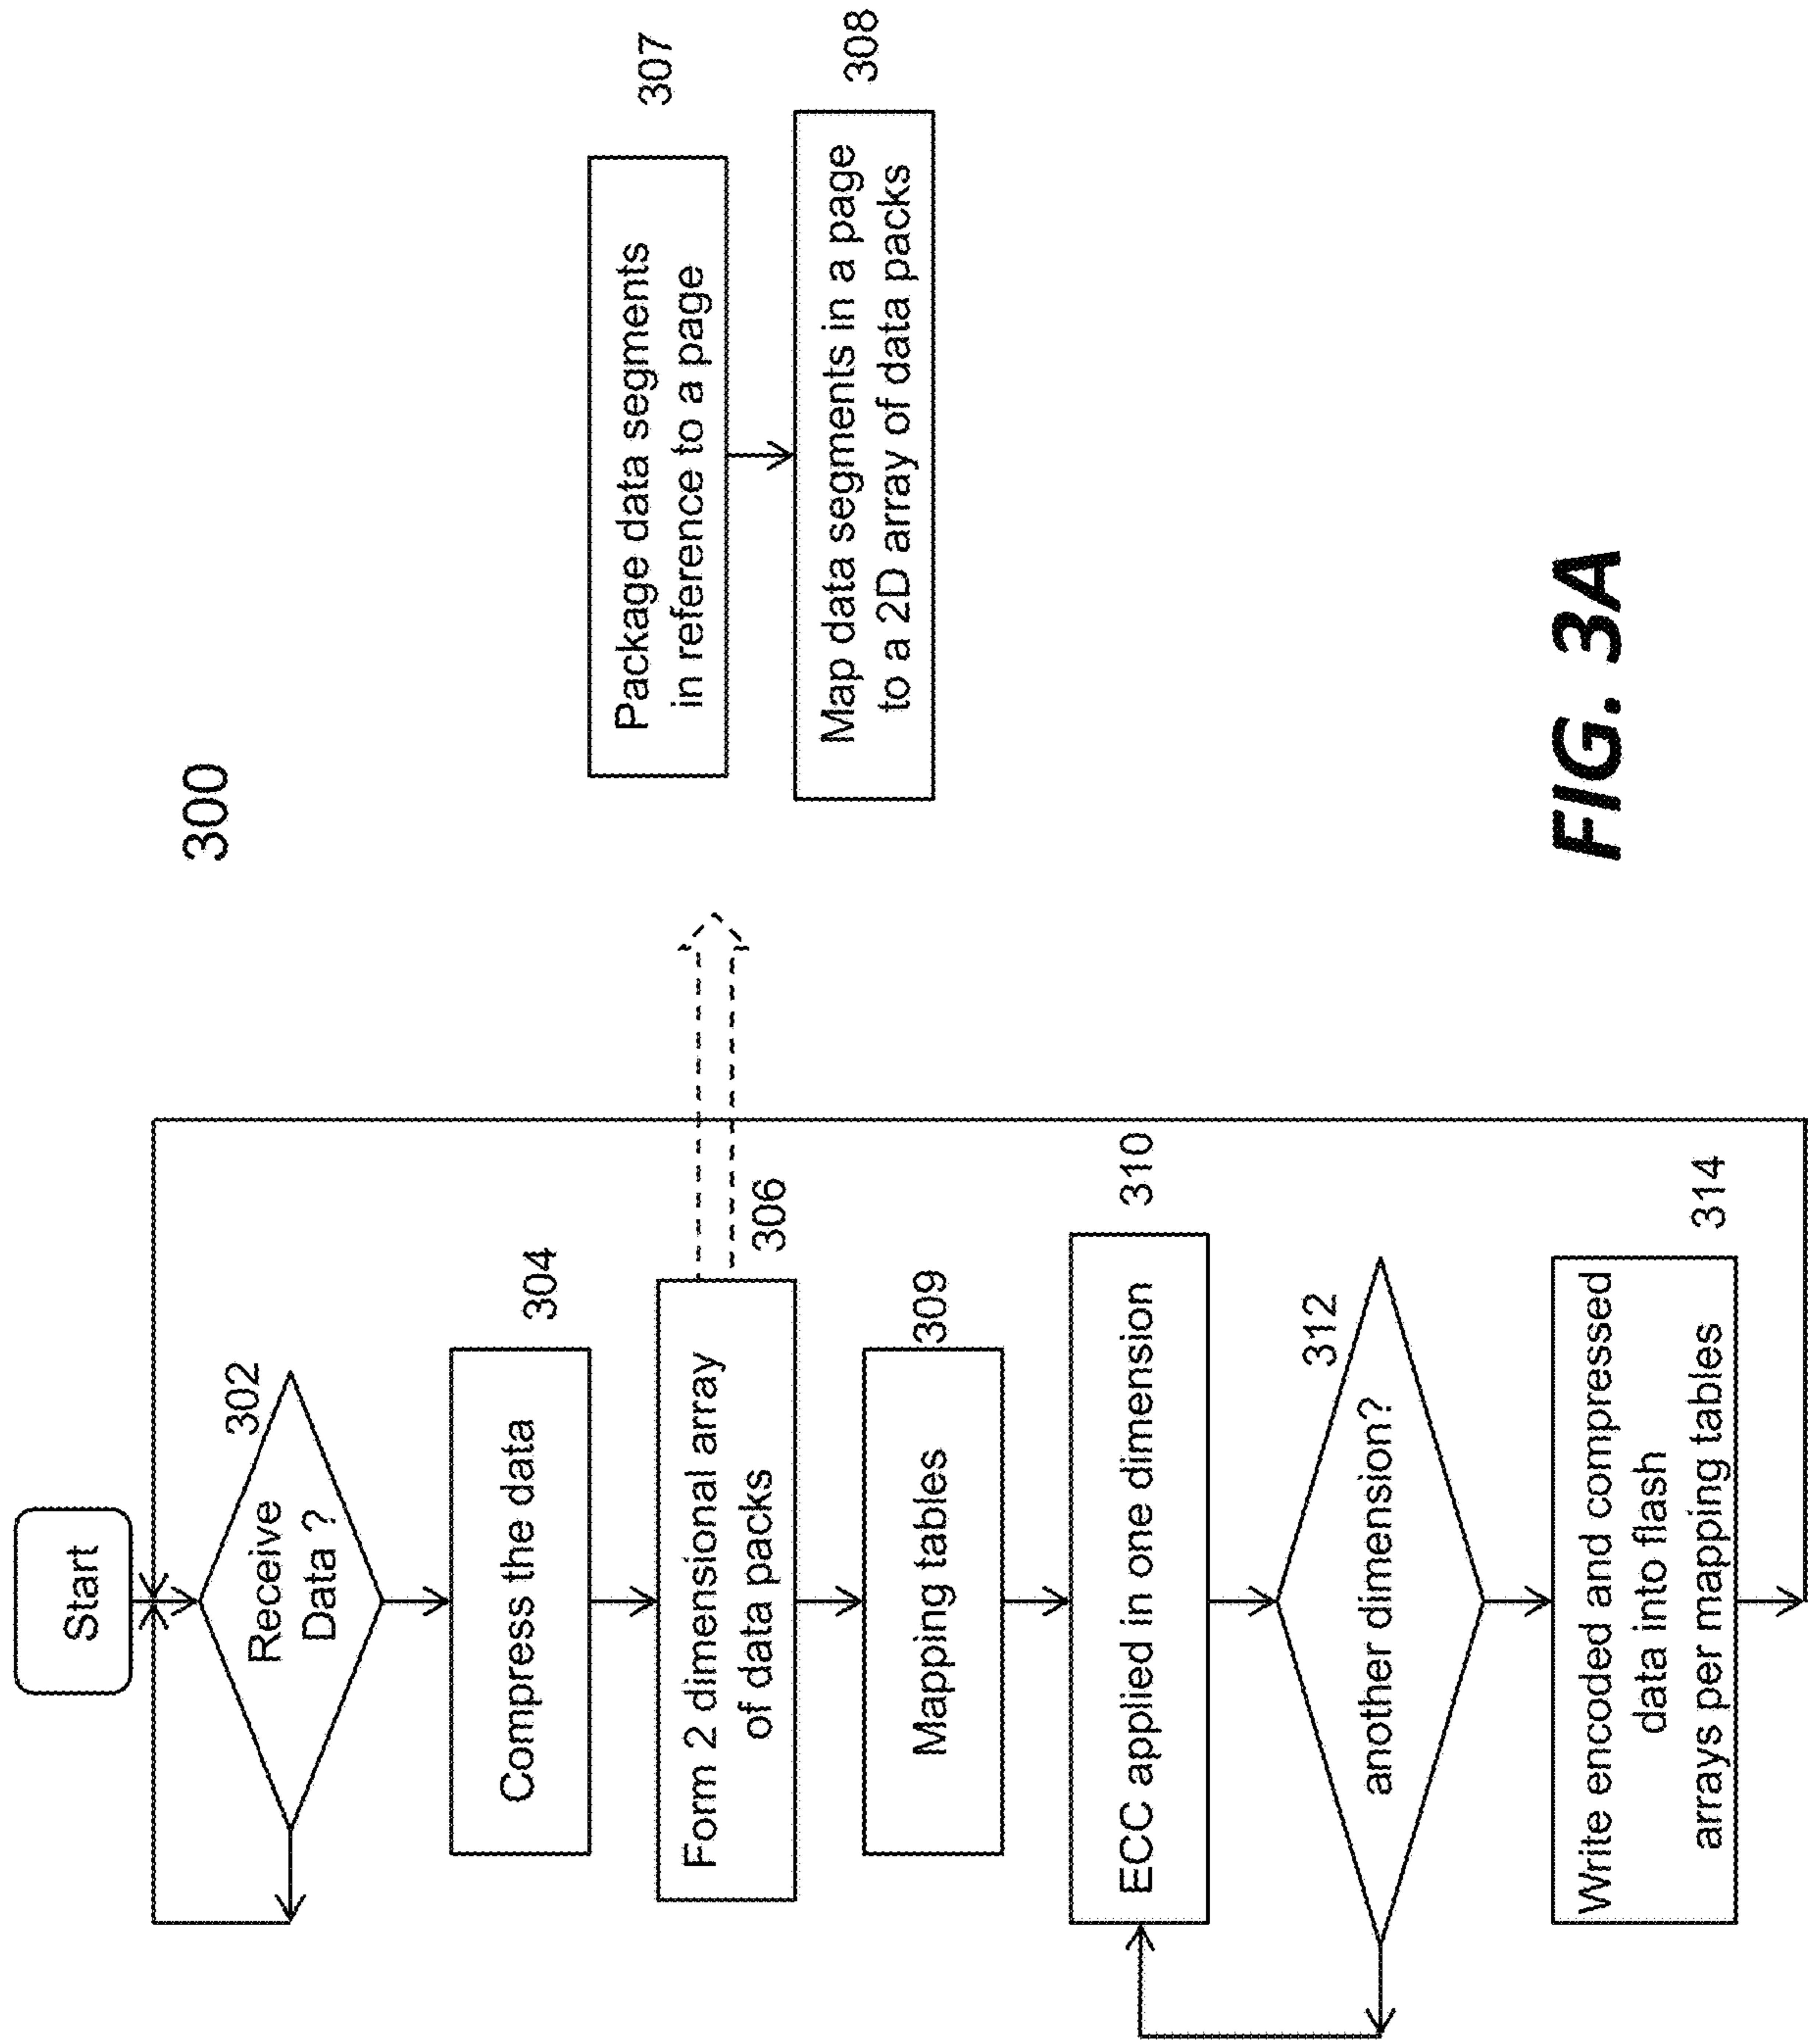 300
Start
Receive
Data ?
302
Compress the data
304
Form 2 dimensional array
of data packs
306
Package data segments
in reference to a page
307
Map data segments in a page
to a 2D array of data packs
308
Mapping tables
309
ECC applied in one dimension
310
another dimension?
312
Write encoded and compressed
data into flash
arrays per mapping tables
314
FIG. 3A